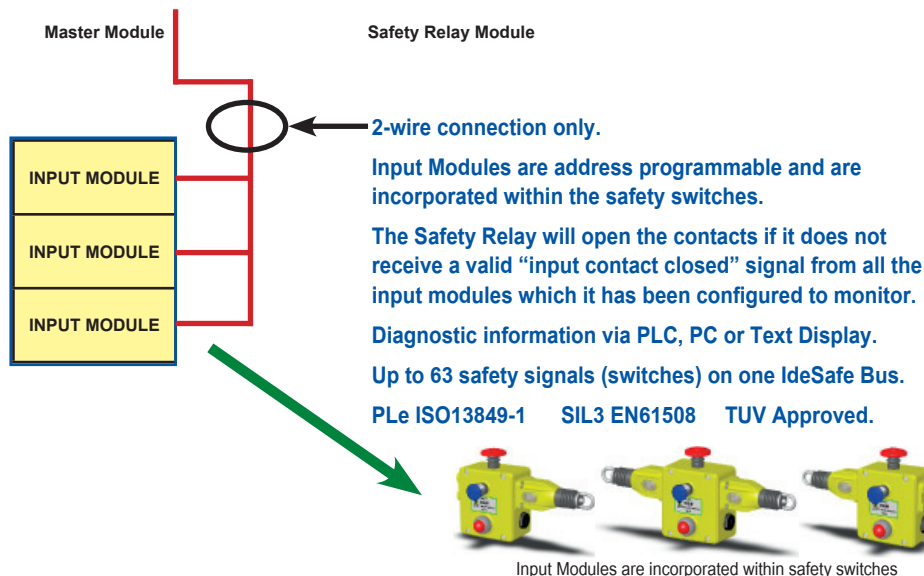 Master Module
Safety Relay Module
2-wire connection only.
INPUT MODULE
INPUT MODULE
INPUT MODULE
Input Modules are address programmable and are
incorporated within the safety switches.
The Safety Relay will open the contacts if it does not
receive a valid “input contact closed” signal from all the
input modules which it has been configured to monitor.
Diagnostic information via PLC, PC or Text Display.
Up to 63 safety signals (switches) on one IdeSafe Bus.
PLe ISO13849-1 SIL3 EN61508 TUV Approved.
Input Modules are incorporated within safety switches